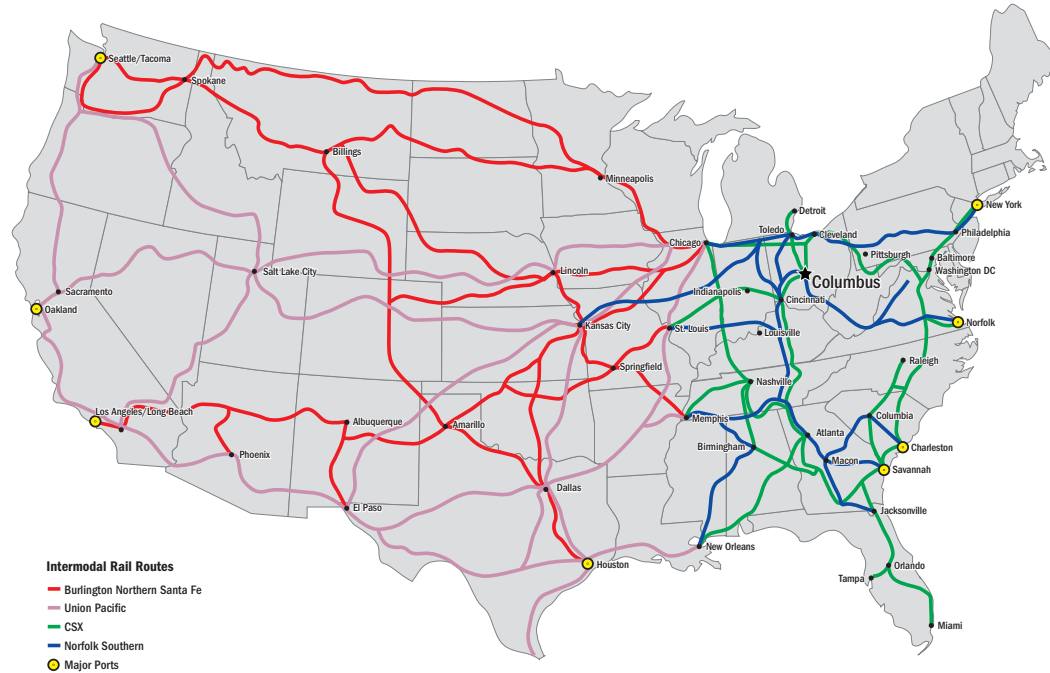 Seattle/Tacoma
Spokane
Billings
Minneapolis
Detroit
New York
Toledo
Cleveland
Philadelphia
Chicago
Pittsburgh
Baltimore
Washington DC
Salt Lake City
Lincoln
Columbus
Sacramento
Indianapolis
Cincinnati
Oakland
Kansas City
St. Louis
Louisville
Norfolk
Springfield
Raleigh
Nashville
Los Angeles/Long Beach
Albuquerque
Amarillo
Memphis
Columbia
Atlanta
Phoenix
Birmingham
Macon
Charleston
Savannah
Dallas
El Paso
Jacksonville
New Orleans
Houston
Orlando
Tampa
Miami
Intermodal Rail Routes
Burlington Northern Santa Fe
Union Pacific
CSX
Norfolk Southern
Major Ports